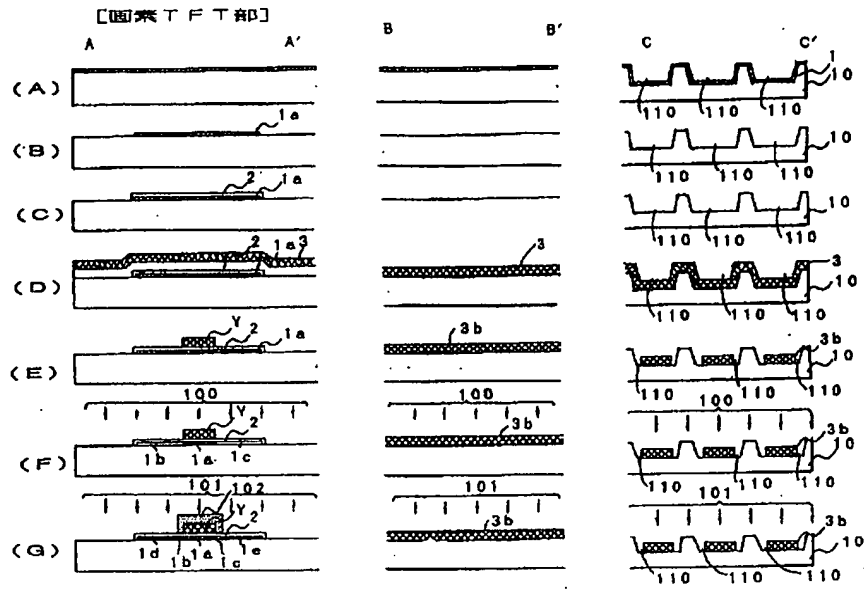 [画素TFT部]
A A' B B' C C'
(A) 1 10
110 110 110
(B) 1a 10
110 110 110
(C) 2 1a 10
110 110 110
(D) 2 1a 3 3 3 10
110 110 110
(E) Y 2 1a 3b 3b 10
110 110 110
100 100 100
(F) Y 2 3b 3b 10
1b 1a 1c 110 110 110
101 102 101 101
(G) Y 2 3b 3b 10
1d 1b 1a 1c 1e 110 110 110